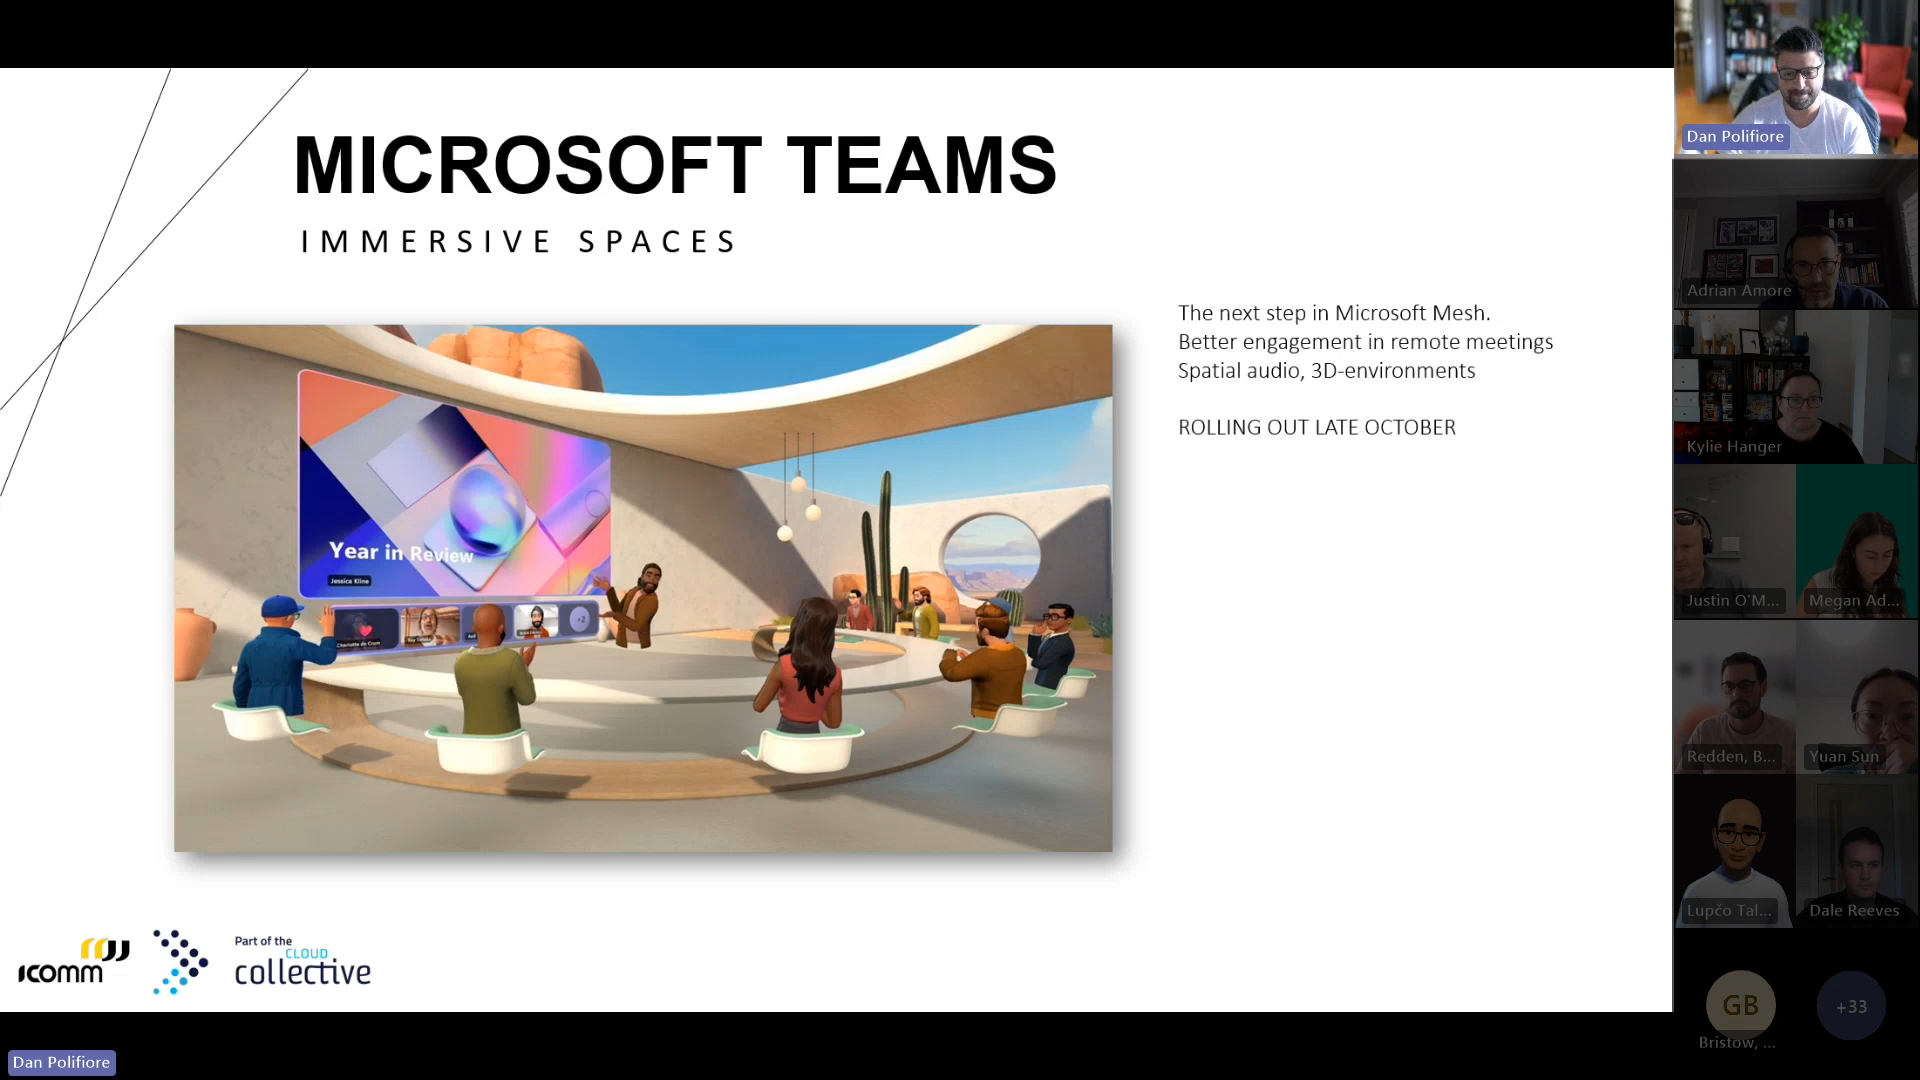 MICROSOFT TEAMS
IMMERSIVE SPACES
The next step in Microsoft Mesh.
Better engagement in remote meetings
Spatial audio, 3D-environments
ROLLING OUT LATE OCTOBER
Year in Review
Jessica Kline
+2
ICOMM
Part of the
CLOUD
collective
Dan Polifiore
Dan Polifiore
Adrian Amore
Kylie Hanger
Justin O'M...
Megan Ad...
Redden, B...
Yuan Sun
Lupčo Tal...
Dale Reeves
GB
Bristow, ...
+33